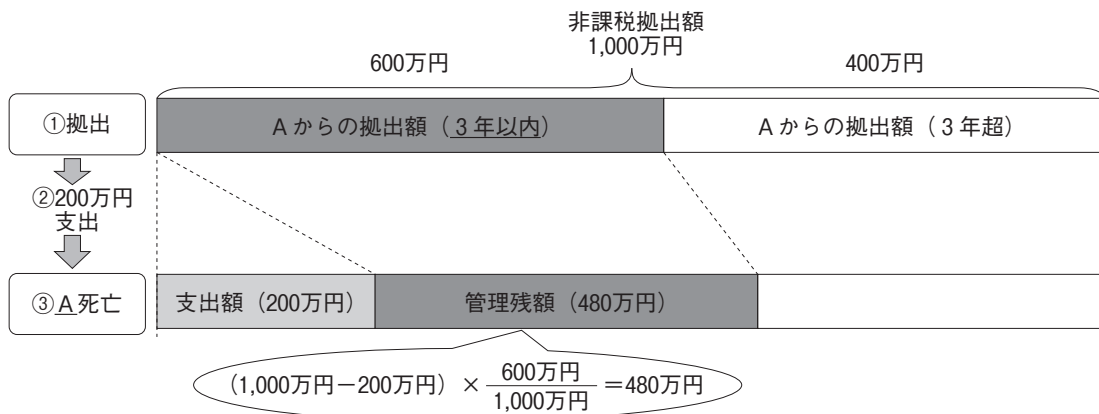 非課税拠出額
1,000万円
600万円
400万円
①拠出
Aからの拠出額(3年以内)
Aからの拠出額(3年超)
②200万円
支出
③A死亡
支出額(200万円)
管理残額(480万円)
(1,000万円−200万円)× 600万円/1,000万円 =480万円